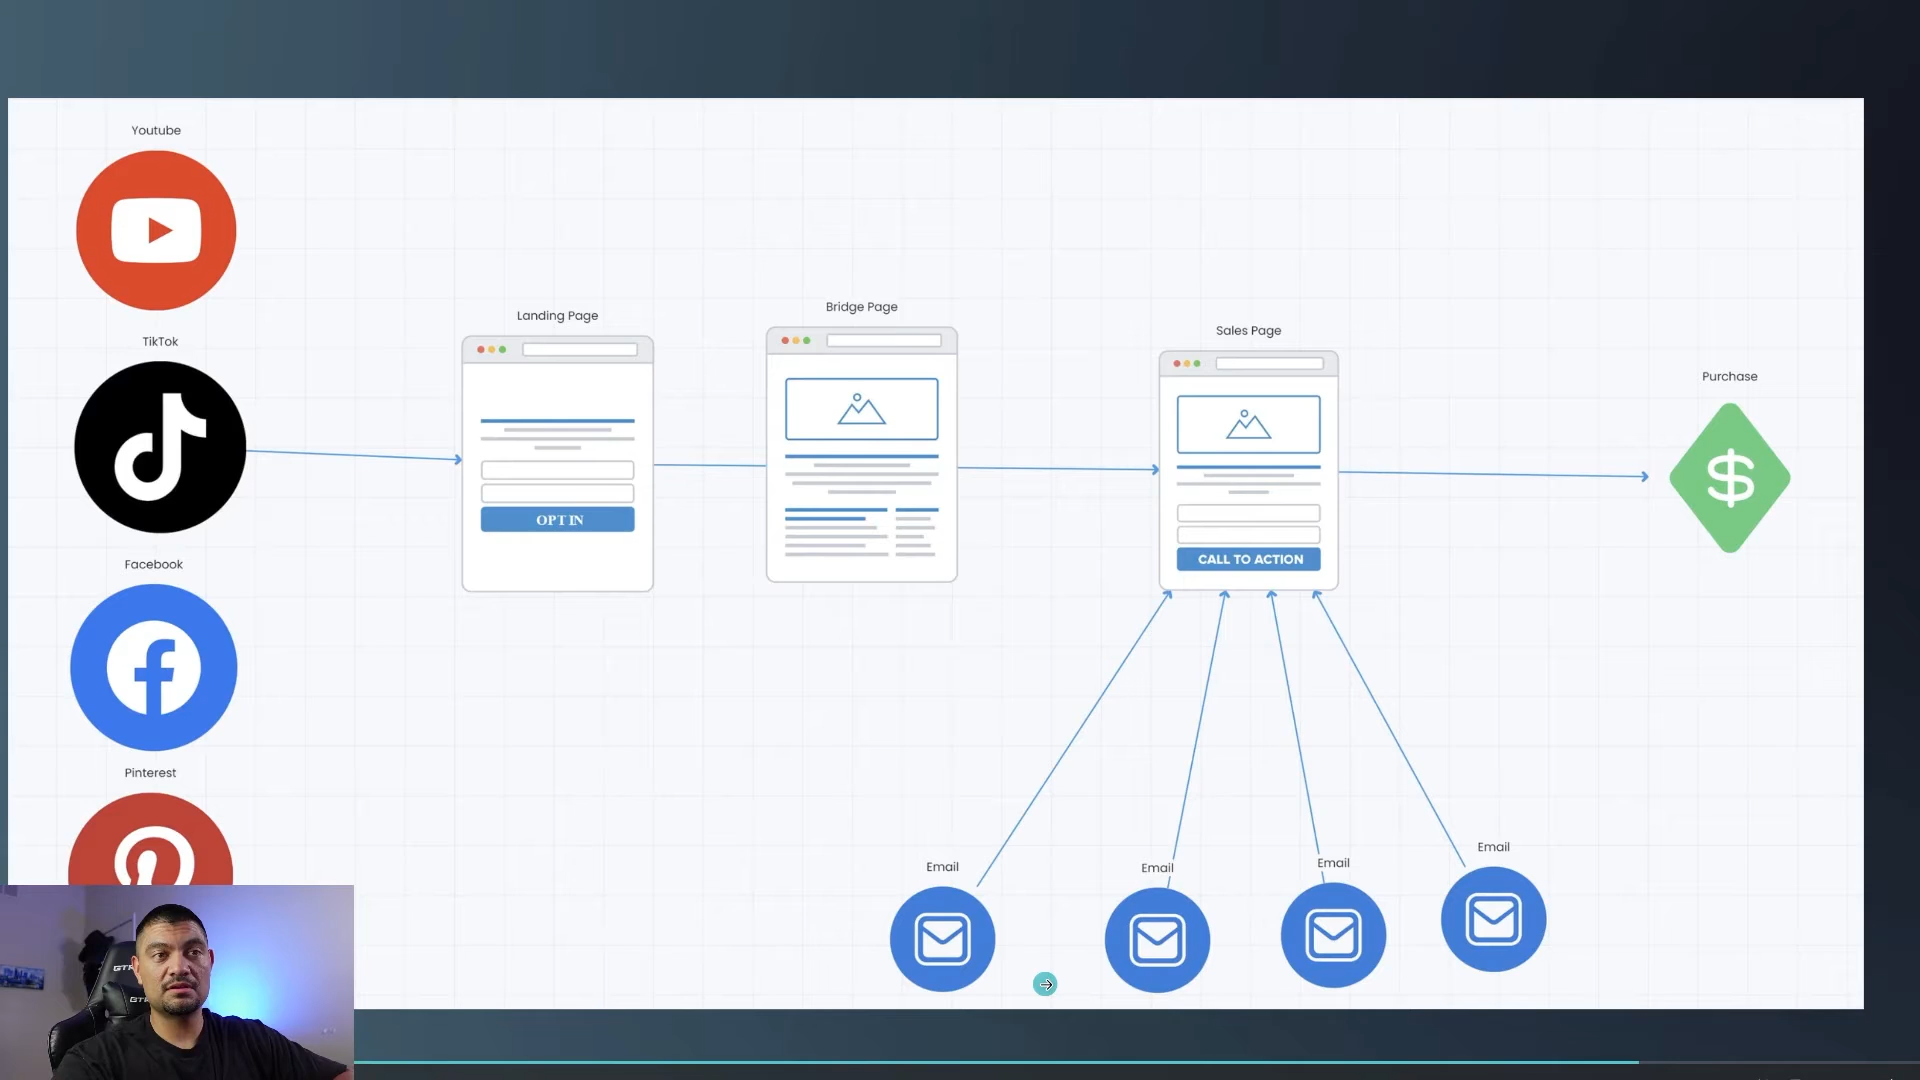 Youtube
TikTok
Facebook
Pinterest
Landing Page
OPT IN
Bridge Page
Sales Page
CALL TO ACTION
Purchase
$
Email
Email
Email
Email